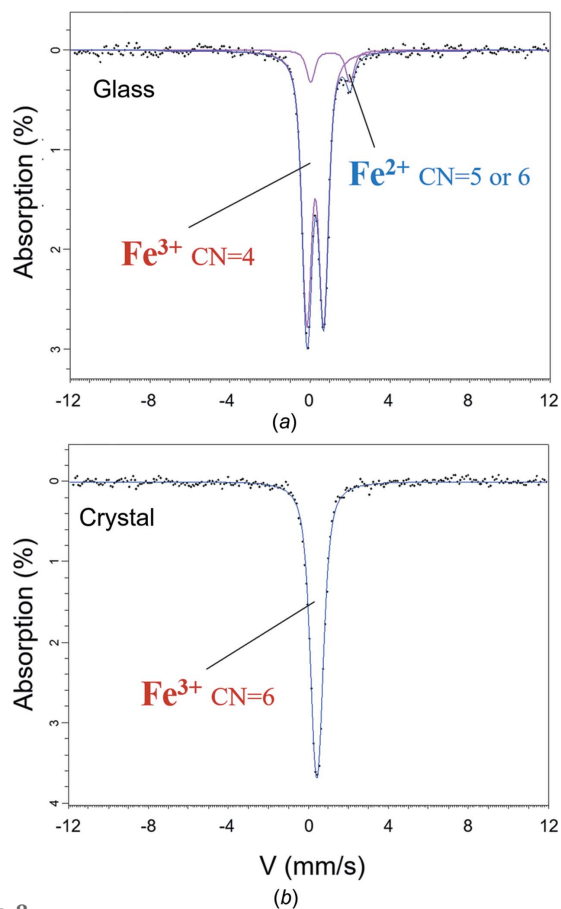 0
Glass
1
Absorption (%)
Fe2+ CN=5 or 6
Fe3+ CN=4
2
3
-12 -8 -4 0 4 8 12
(a)
0
Crystal
1
Absorption (%)
2
Fe3+ CN=6
3
4
-12 -8 -4 0 4 8 12
V (mm/s)
(b)